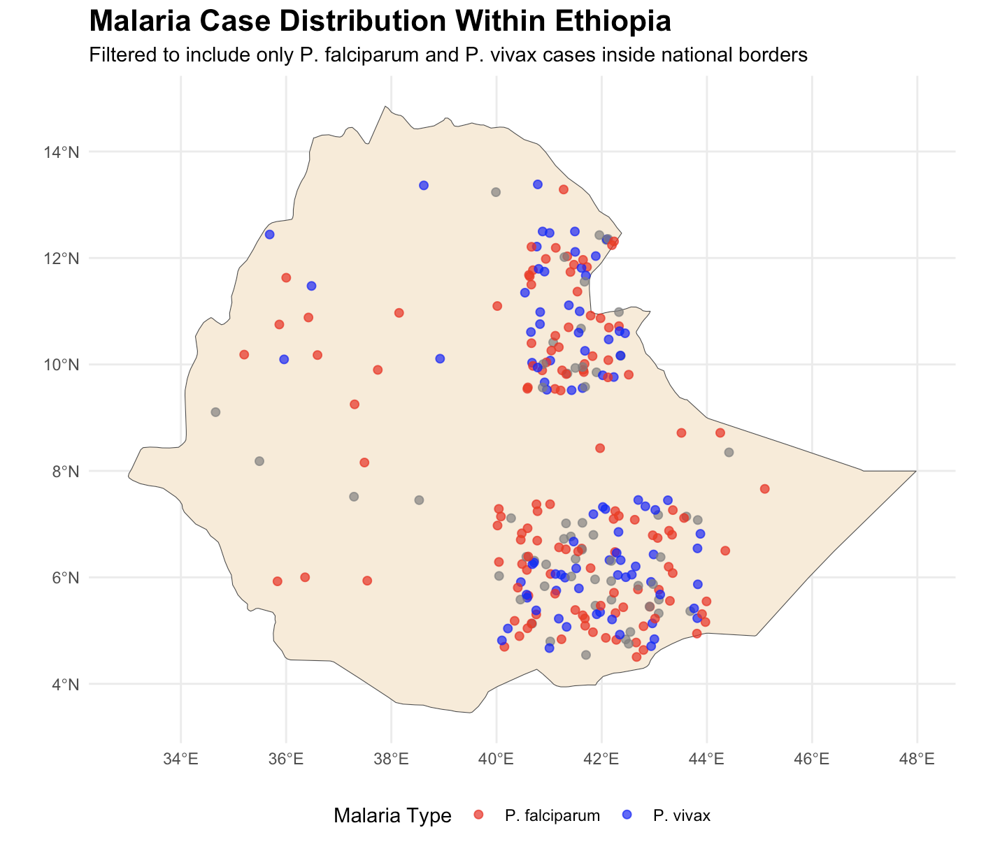 Malaria Case Distribution Within Ethiopia
Filtered to include only P. falciparum and P. vivax cases inside national borders
14°N
12°N
10°N
8°N
6°N
4°N
34°E 36°E 38°E 40°E 42°E 44°E 46°E 48°E
Malaria Type P. falciparum P. vivax